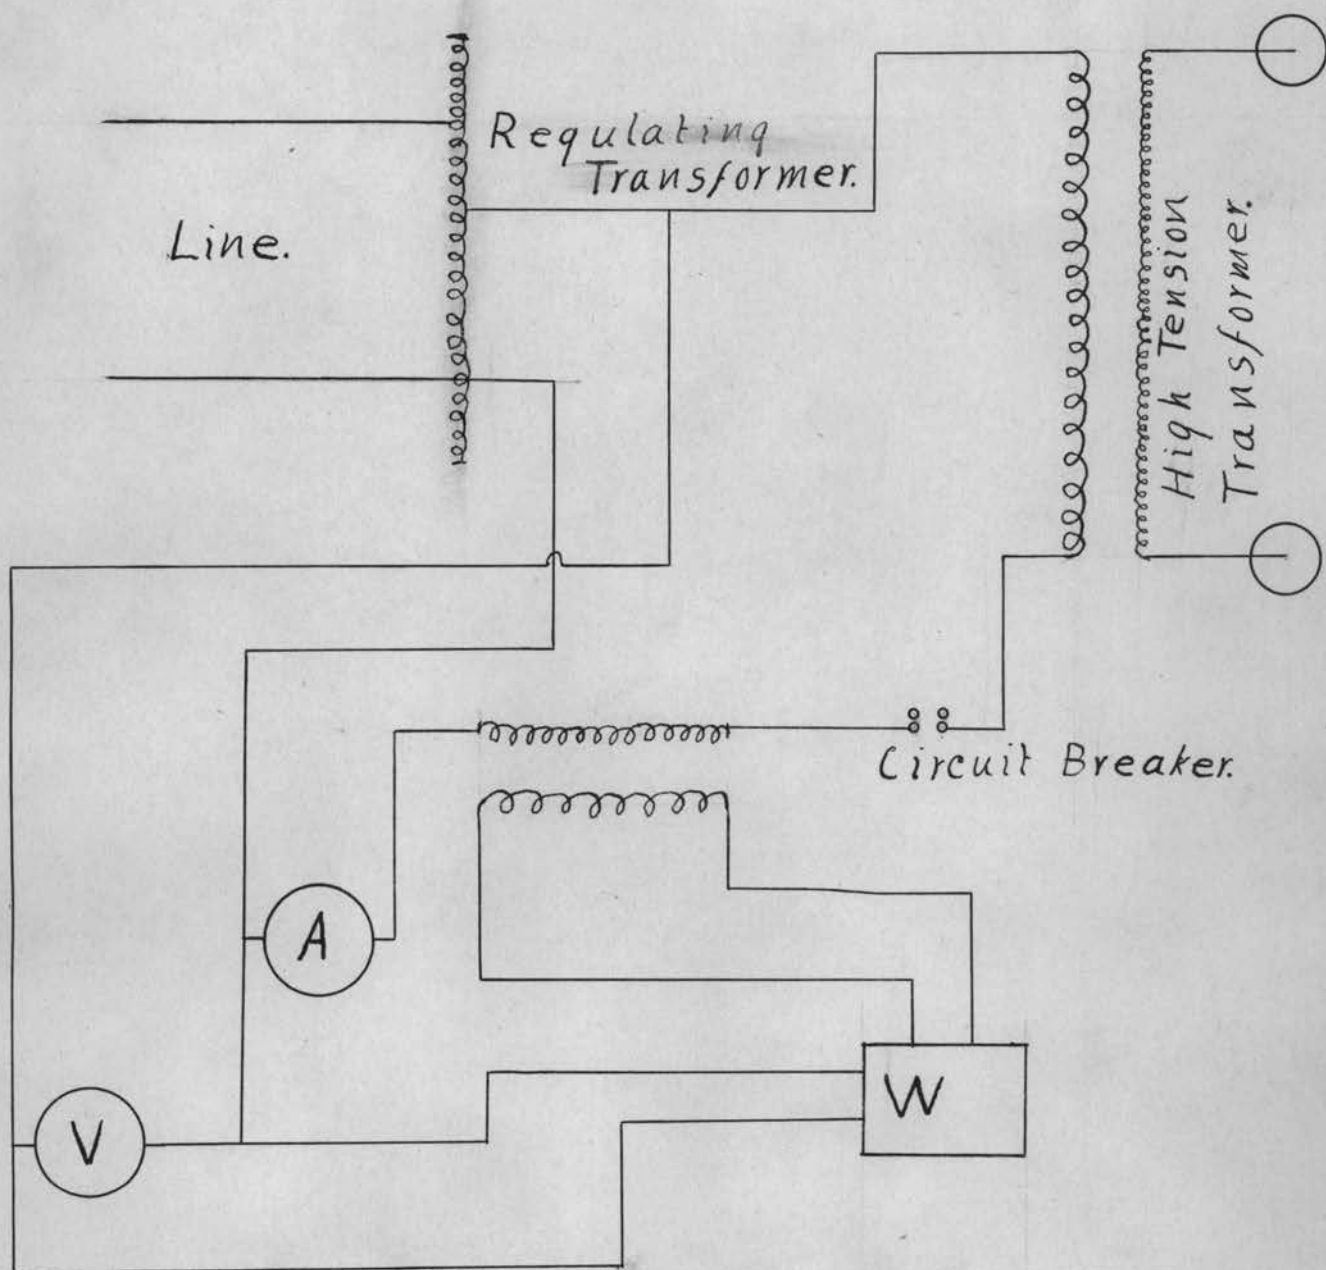 Regulating
Transformer.
Line.
High Tension
Transformer.
Circuit Breaker.
A
V
W